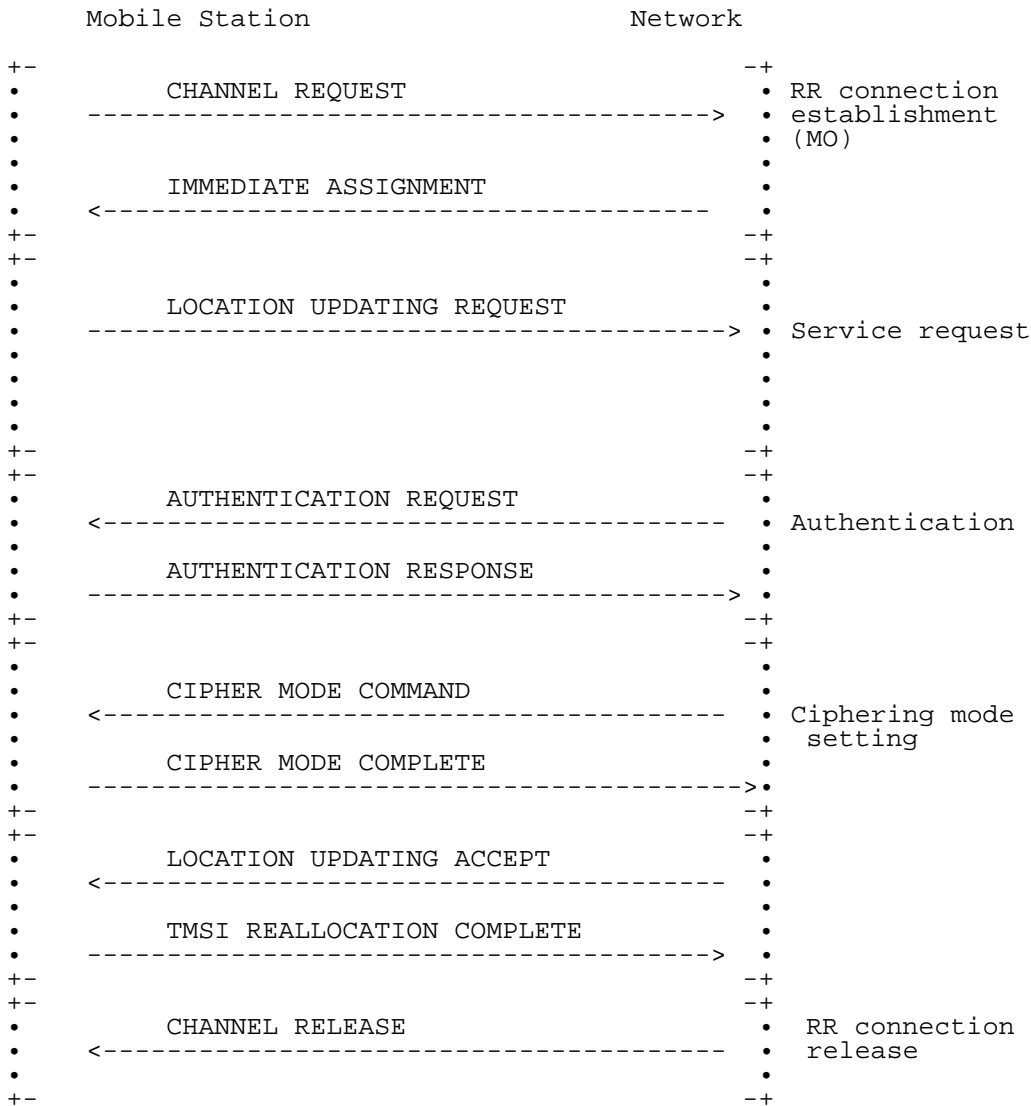 Mobile Station Network
+- -+
• CHANNEL REQUEST • RR connection
• ---------------------------------------> • establishment
• • (MO)
• •
• IMMEDIATE ASSIGNMENT •
• <-------------------------------------- •
+- -+
+- -+
• •
• LOCATION UPDATING REQUEST •
• ----------------------------------------> • Service request
• •
• •
• •
• •
+- -+
+- -+
• AUTHENTICATION REQUEST •
• <--------------------------------------- • Authentication
• •
• AUTHENTICATION RESPONSE •
• ----------------------------------------> •
+- -+
+- -+
• •
• CIPHER MODE COMMAND •
• <--------------------------------------- • Ciphering mode
• • setting
• CIPHER MODE COMPLETE •
• ----------------------------------------->•
+- -+
+- -+
• LOCATION UPDATING ACCEPT •
• <--------------------------------------- •
• •
• TMSI REALLOCATION COMPLETE •
• ---------------------------------------> •
+- -+
+- -+
• CHANNEL RELEASE • RR connection
• <--------------------------------------- • release
• •
+- -+